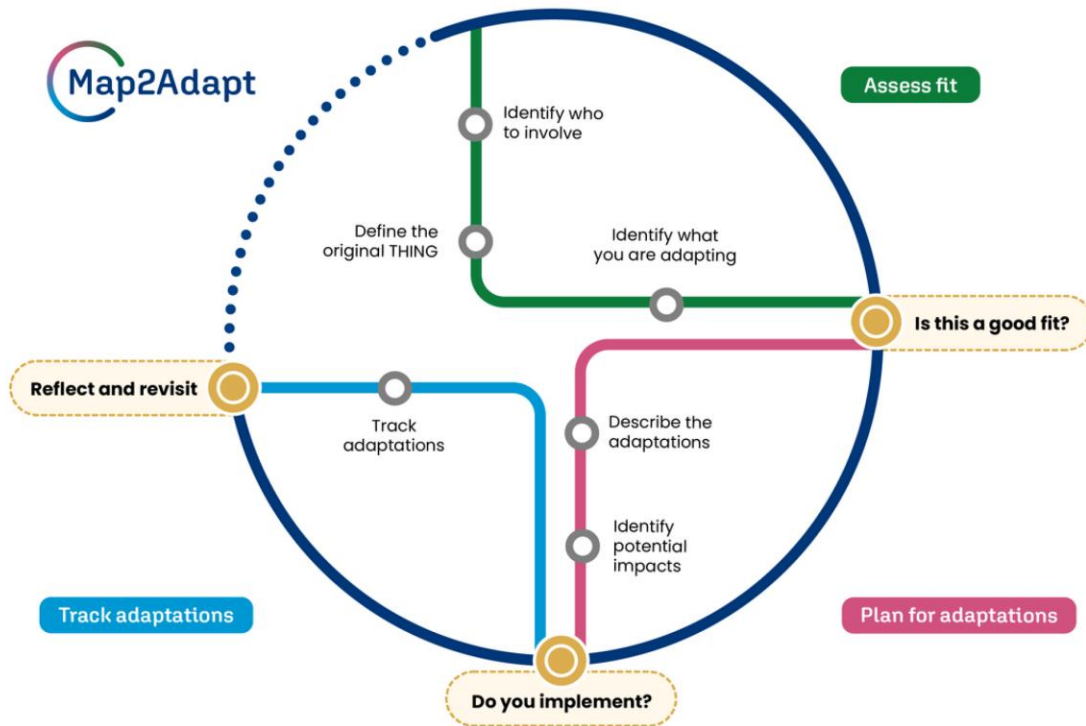 Map2Adapt
Assess fit
Identify who
to involve
Define the
original THING
Identify what
you are adapting
Is this a good fit?
Reflect and revisit
Track
adaptations
Describe the
adaptations
Identify
potential
impacts
Track adaptations
Plan for adaptations
Do you implement?